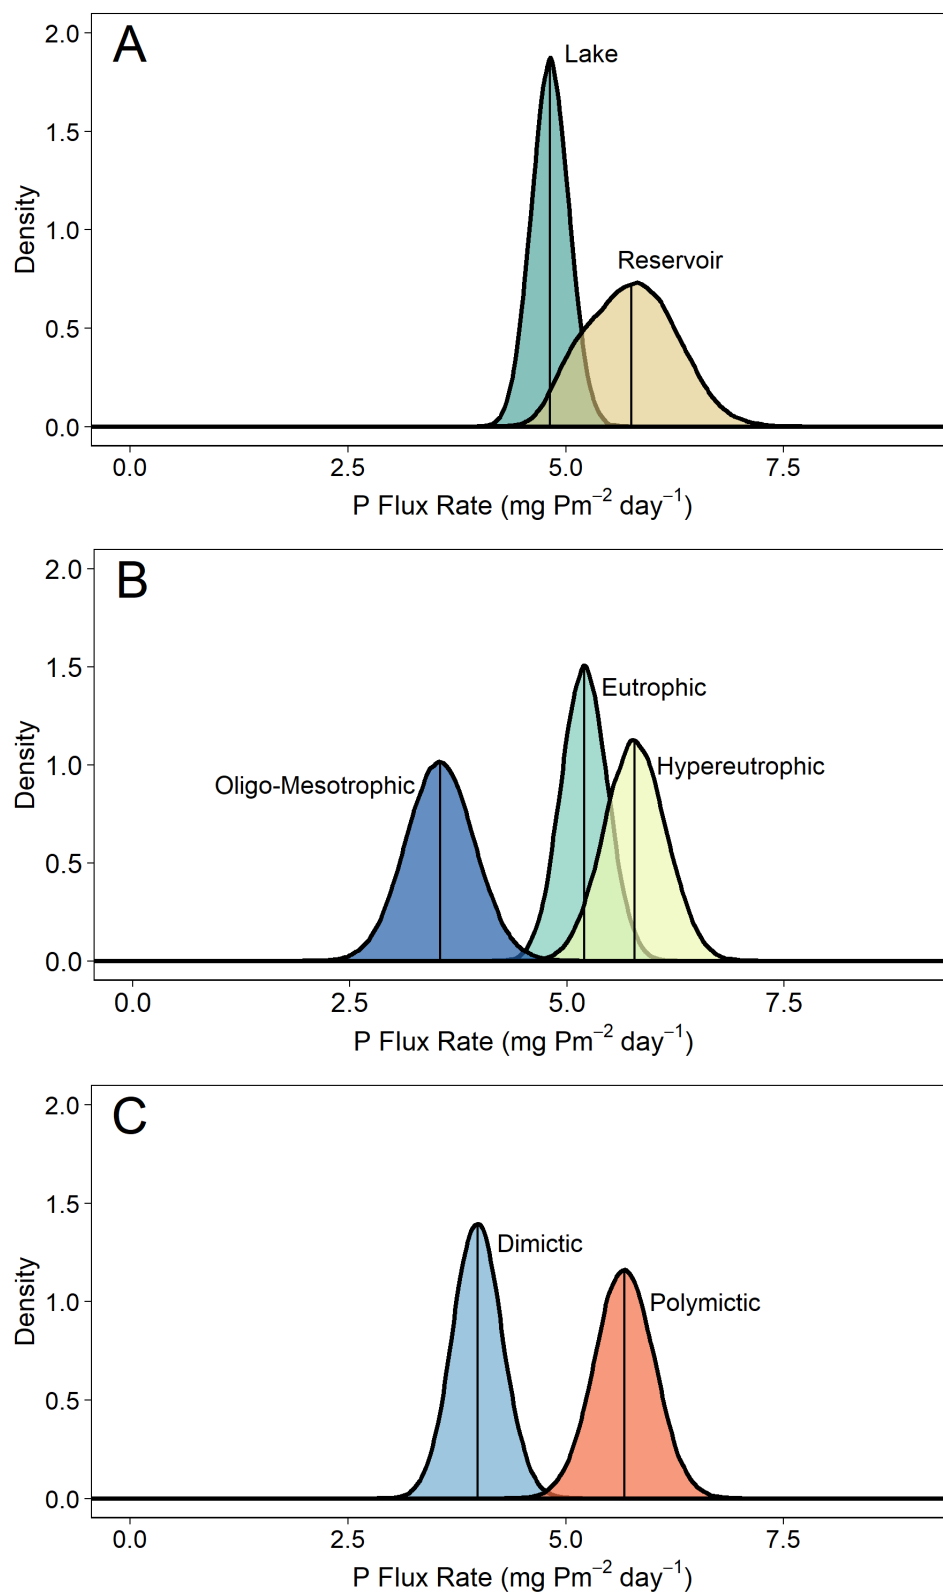 A
2.0
Lake
1.5
Density
1.0
Reservoir
0.5
0.0
0.0 2.5 5.0 7.5
P Flux Rate (mg Pm⁻² day⁻¹)
B
2.0
1.5
Eutrophic
Density
1.0
Hypereutrophic
Oligo-Mesotrophic
0.5
0.0
0.0 2.5 5.0 7.5
P Flux Rate (mg Pm⁻² day⁻¹)
C
2.0
1.5
Dimictic
Density
1.0
Polymictic
0.5
0.0
0.0 2.5 5.0 7.5
P Flux Rate (mg Pm⁻² day⁻¹)